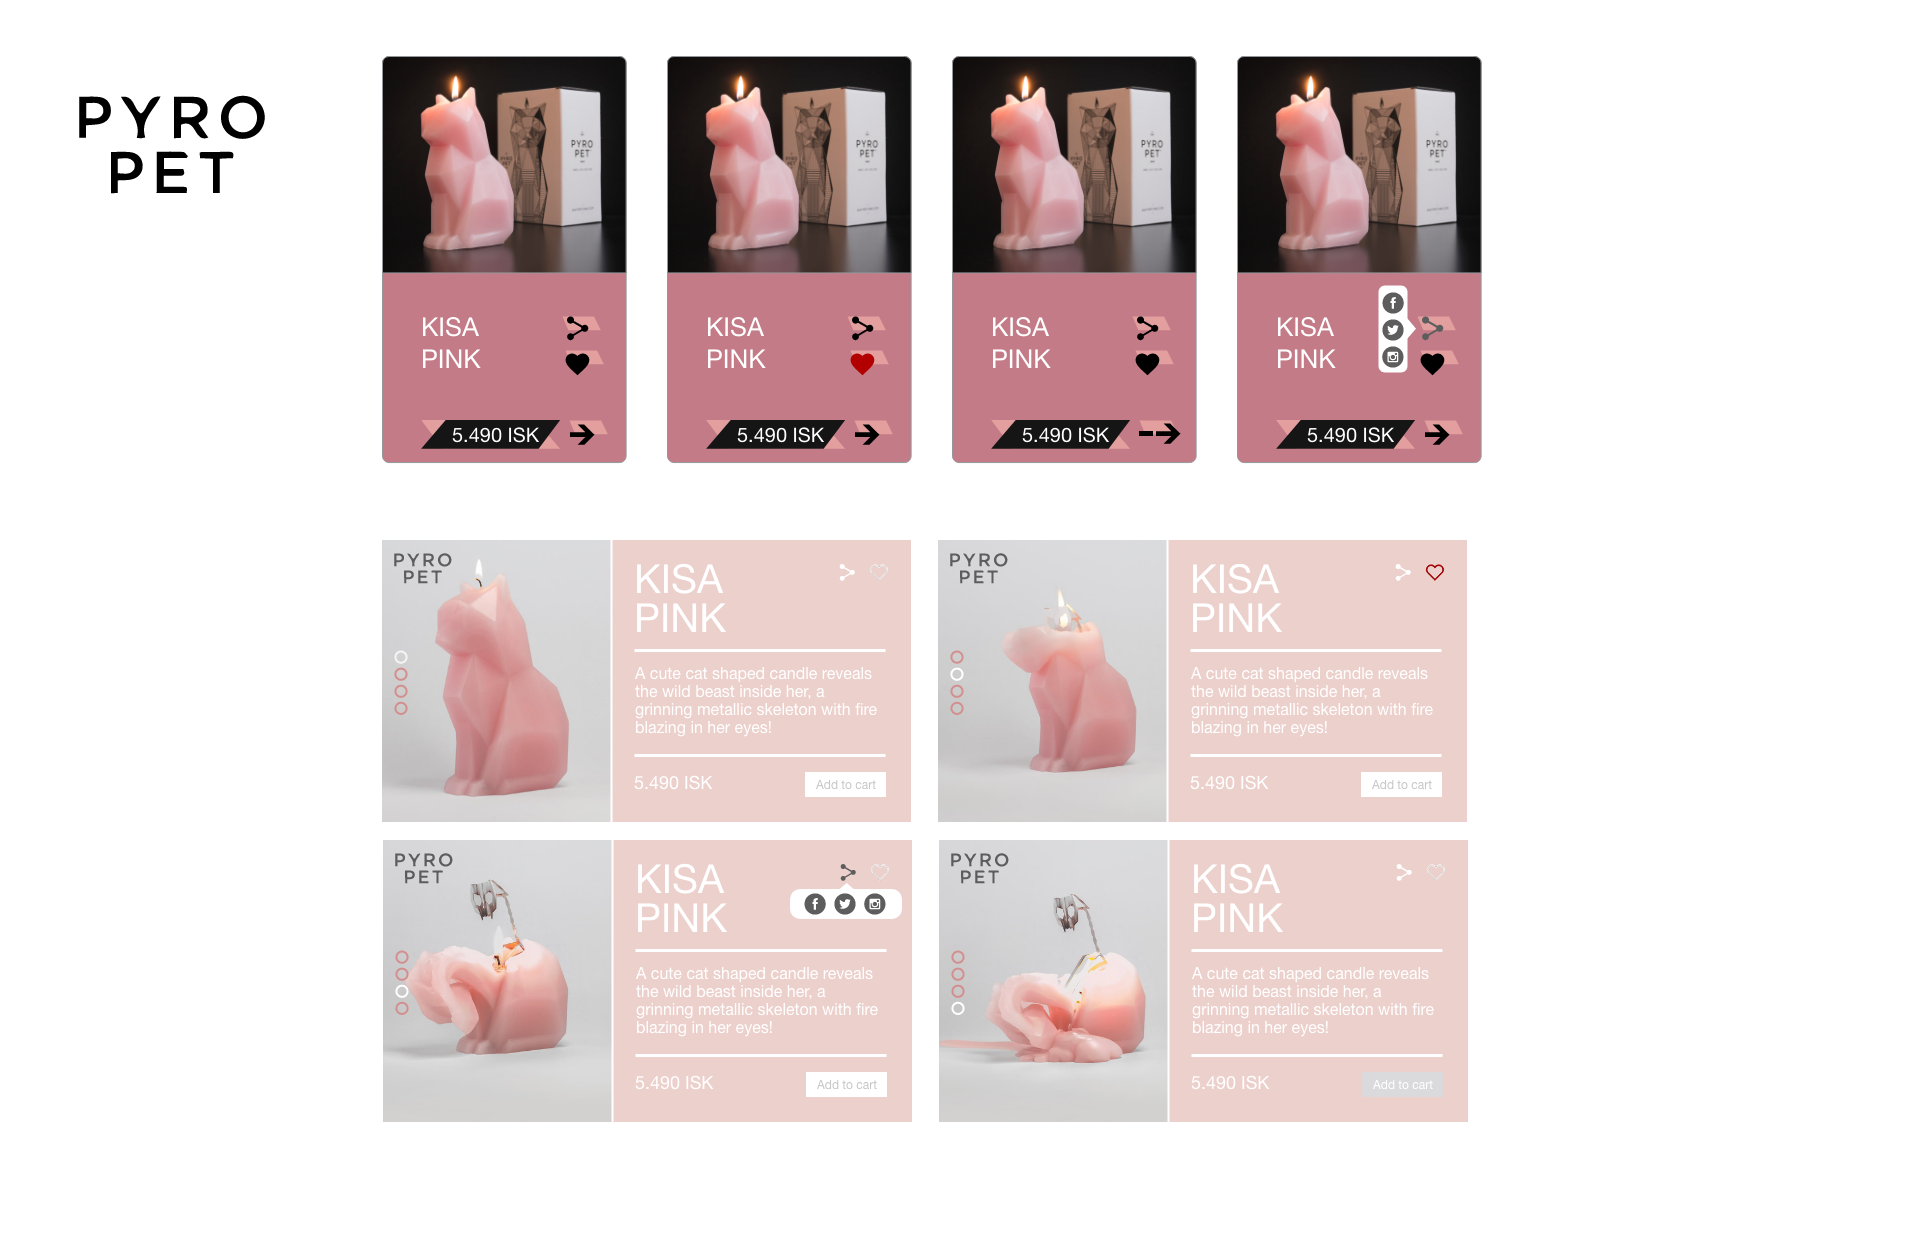 PYRO
PET
PYRO
PET
KISA
PINK
5.490 ISK
PYRO
PET
KISA
PINK
5.490 ISK
PYRO
PET
KISA
PINK
5.490 ISK
PYRO
PET
KISA
PINK
5.490 ISK
PYRO
PET
KISA
PINK
A cute cat shaped candle reveals
the wild beast inside her, a
grinning metallic skeleton with fire
blazing in her eyes!
5.490 ISK
Add to cart
PYRO
PET
KISA
PINK
A cute cat shaped candle reveals
the wild beast inside her, a
grinning metallic skeleton with fire
blazing in her eyes!
5.490 ISK
Add to cart
PYRO
PET
KISA
PINK
A cute cat shaped candle reveals
the wild beast inside her, a
grinning metallic skeleton with fire
blazing in her eyes!
5.490 ISK
Add to cart
PYRO
PET
KISA
PINK
A cute cat shaped candle reveals
the wild beast inside her, a
grinning metallic skeleton with fire
blazing in her eyes!
5.490 ISK
Add to cart